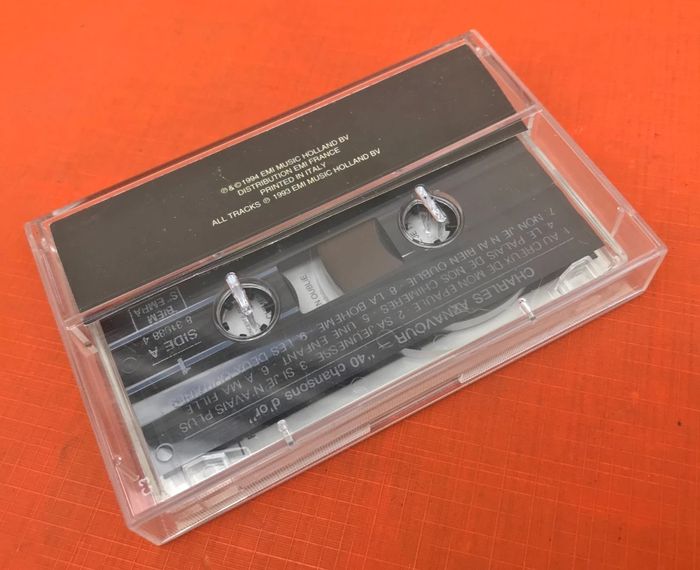 ℗ & © 1994 EMI MUSIC HOLLAND BV
DISTRIBUTION EMI FRANCE
PRINTED IN ITALY
ALL TRACKS ℗ 1993 EMI MUSIC HOLLAND BV
CHARLES AZNAVOUR "40 chansons d'or"
1 AU CREUX DE MON EPAULE 2 SA JEUNESSE 3 SI JE N'AVAIS PLUS
4 LE PALAIS DE NOS CHIMERES 5 UNE ENFANT 6 A MA FILLE
7 NON JE N'AI RIEN OUBLIE 8 LA BOHEME 9 LES DEUX
N OUBLIE
SIDE A
1
BIEM